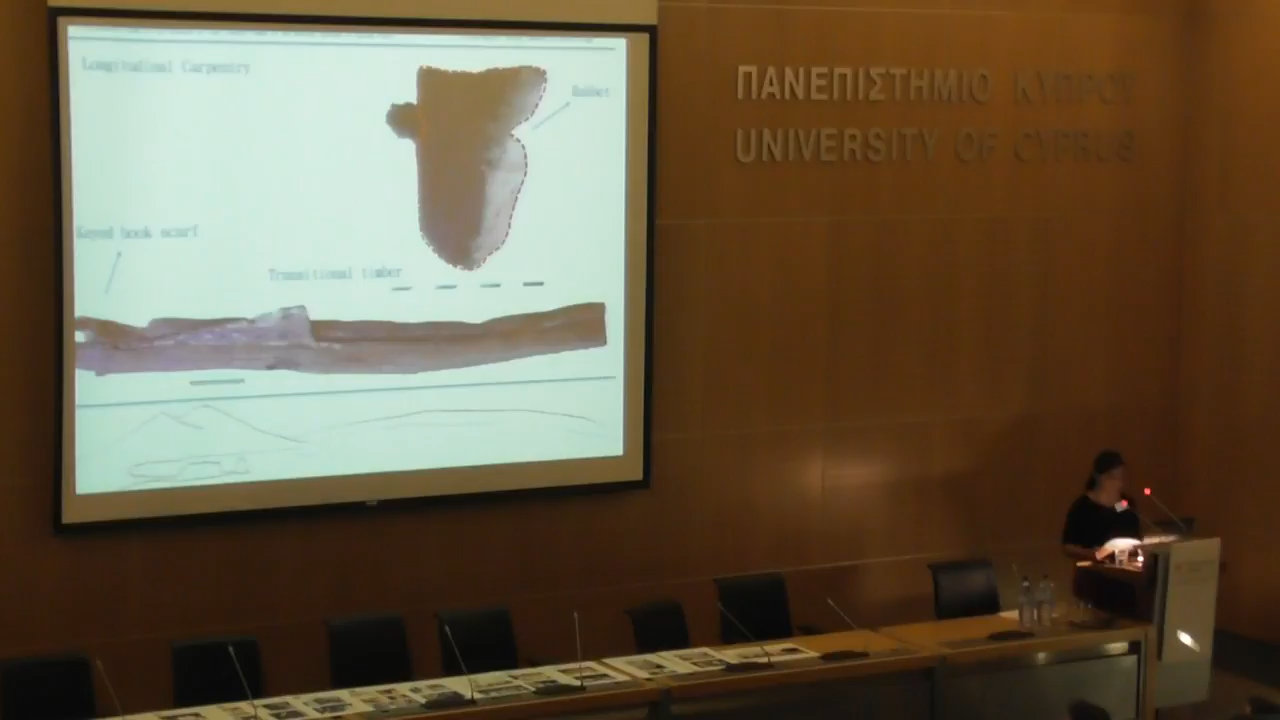 Longitudinal Carpentry
Rabbet
Keyed hook scarf
Transitional timber
ΠΑΝΕΠΙΣΤΗΜΙΟ ΚΥΠΡΟΥ
UNIVERSITY OF CYPRUS